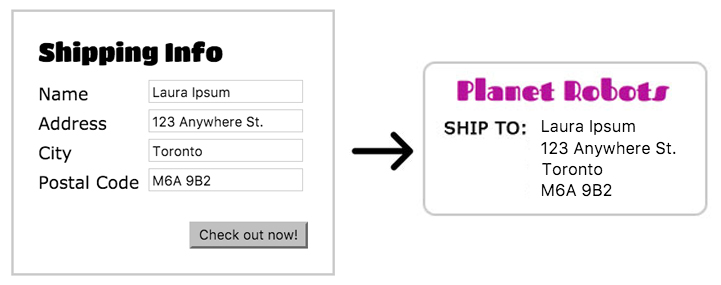 Shipping Info
Name Laura Ipsum
Address 123 Anywhere St.
City Toronto
Postal Code M6A 9B2
Check out now!
Planet Robots
SHIP TO: Laura Ipsum
123 Anywhere St.
Toronto
M6A 9B2